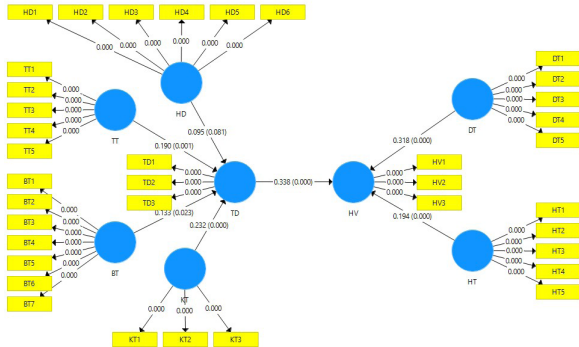 HD1 HD2 HD3 HD4 HD5 HD6
0.000 0.000 0.000 0.000 0.000 0.000
HD
0.095 (0.081)
TT1
TT2
TT3
TT4
TT5
0.000
0.000
0.000
0.000
0.000
TT
0.190 (0.001)
BT1
BT2
BT3
BT4
BT5
BT6
BT7
0.000
0.000
0.000
0.000
0.000
0.000
0.000
BT
0.133 (0.023)
TD1
TD2
TD3
0.000
0.000
0.000
TD
0.232 (0.000)
KT
0.000 0.000 0.000
KT1 KT2 KT3
0.338 (0.000)
HV
HV1
HV2
HV3
0.000
0.000
0.000
0.318 (0.000)
DT
0.000
0.000
0.000
0.000
0.000
DT1
DT2
DT3
DT4
DT5
0.194 (0.000)
HT
0.000
0.000
0.000
0.000
0.000
HT1
HT2
HT3
HT4
HT5